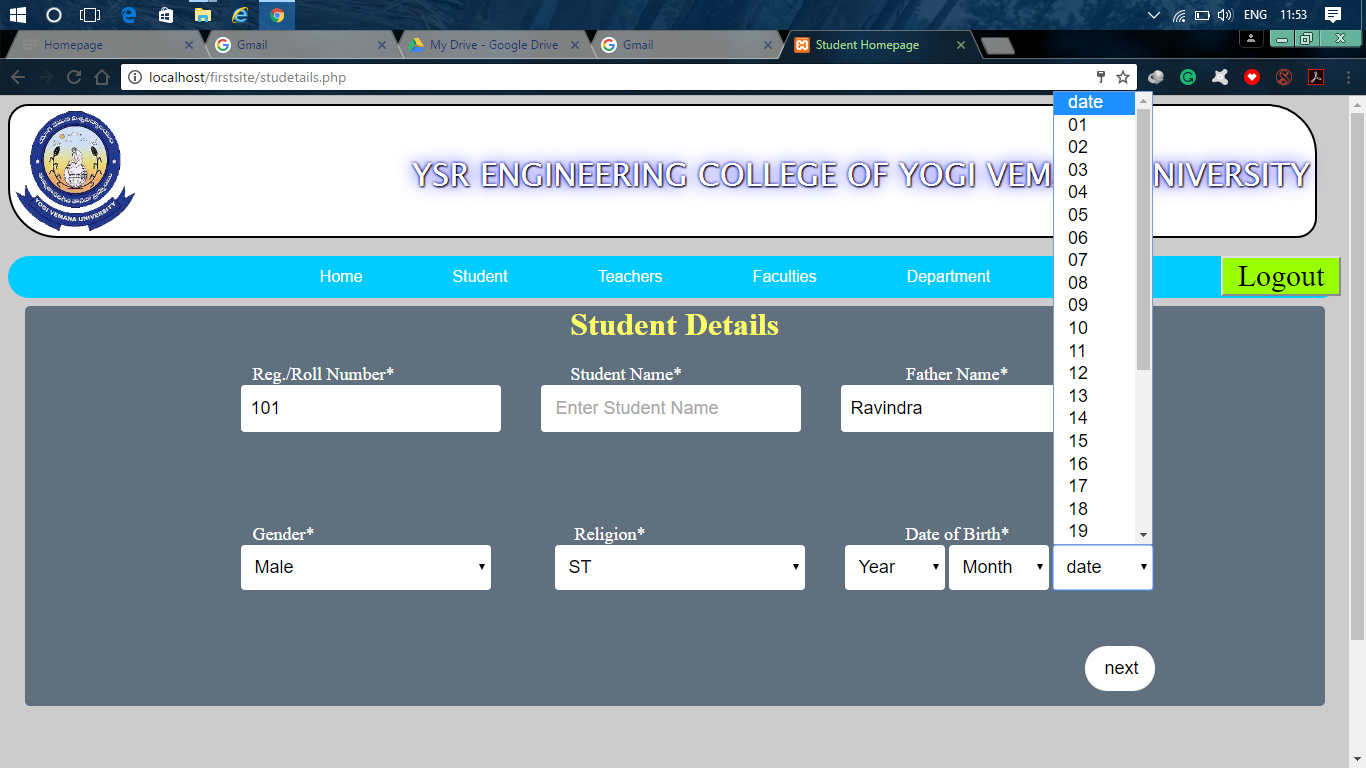 ENG 11:53
Homepage
Gmail
My Drive - Google Drive
Gmail
Student Homepage
localhost/firstsite/studetails.php
YOGI VEMANA UNIVERSITY
YSR ENGINEERING COLLEGE OF YOGI VEM NIVERSITY
Home Student Teachers Faculties Department
Logout
Student Details
Reg./Roll Number* Student Name* Father Name*
101 Enter Student Name Ravindra
Gender* Religion* Date of Birth*
Male ST Year Month date
date
01
02
03
04
05
06
07
08
09
10
11
12
13
14
15
16
17
18
19
next